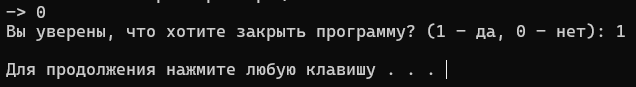 -> 0
Вы уверены, что хотите закрыть программу? (1 - да, 0 - нет): 1
Для продолжения нажмите любую клавишу . . .